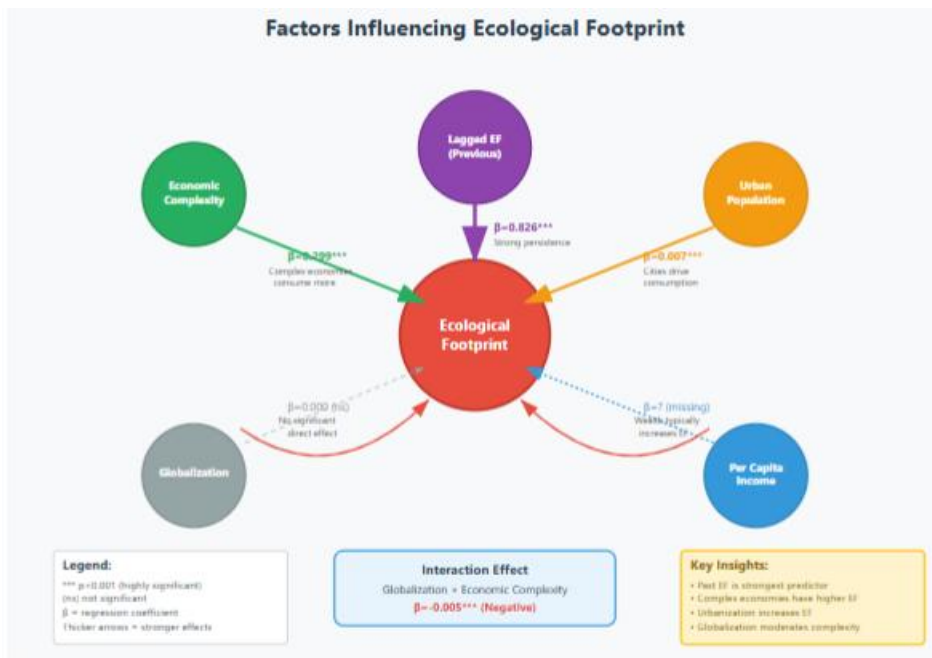 Factors Influencing Ecological Footprint
Lagged EF
(Previous)
Economic
Complexity
Urban
Population
β=0.826***
Strong persistence
β=0.299***
Complex economies
consume more
β=0.007***
Cities drive
consumption
Ecological
Footprint
β=0.000 (ns)
No significant
direct effect
β=? (missing)
Wealth typically
increases EF
Globalization
Per Capita
Income
Legend:
*** p<0.001 (highly significant)
(ns) not significant
β = regression coefficient
Thicker arrows = stronger effects
Interaction Effect
Globalization × Economic Complexity
β=-0.005*** (Negative)
Key Insights:
• Past EF is strongest predictor
• Complex economies have higher EF
• Urbanization increases EF
• Globalization moderates complexity